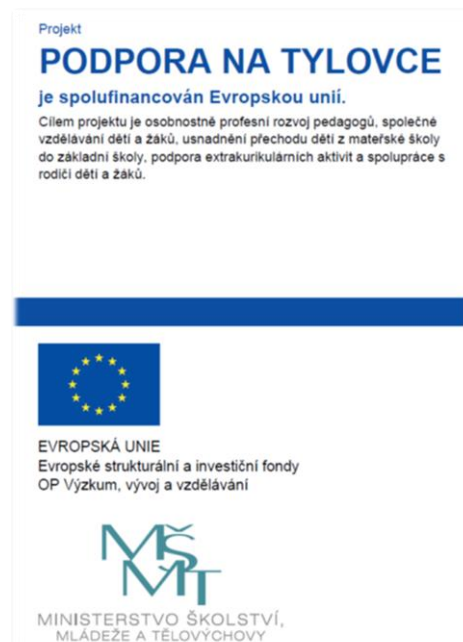 Projekt
PODPORA NA TYLOVCE
je spolufinancován Evropskou unií.
Cílem projektu je osobnostně profesní rozvoj pedagogů, společné
vzdělávání dětí a žáků, usnadnění přechodu dětí z mateřské školy
do základní školy, podpora extrakurikulárních aktivit a spolupráce s
rodiči dětí a žáků.
EVROPSKÁ UNIE
Evropské strukturální a investiční fondy
OP Výzkum, vývoj a vzdělávání
MŠMT
MINISTERSTVO ŠKOLSTVÍ,
MLÁDEŽE A TĚLOVÝCHOVY